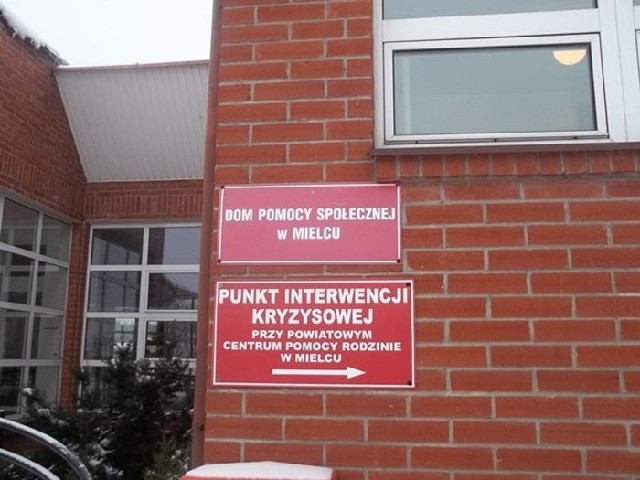 DOM POMOCY SPOŁECZNEJ
w MIELCU
PUNKT INTERWENCJI
KRYZYSOWEJ
PRZY POWIATOWYM
CENTRUM POMOCY RODZINIE
W MIELCU